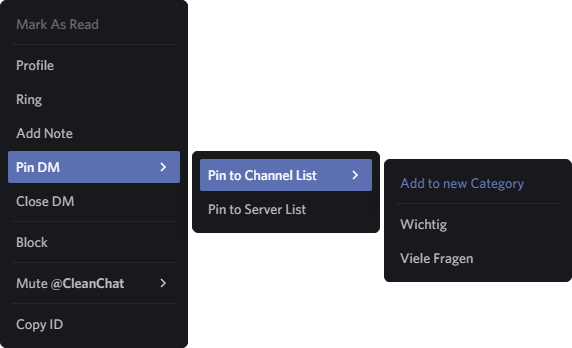 Mark As Read
Profile
Ring
Add Note
Pin DM
Close DM
Block
Mute @CleanChat
Copy ID
Pin to Channel List
Pin to Server List
Add to new Category
Wichtig
Viele Fragen